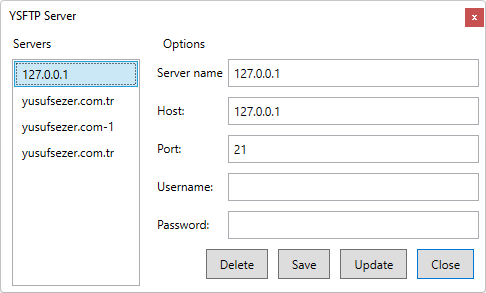 YSFTP Server
x
Servers
127.0.0.1
yusufsezer.com.tr
yusufsezer.com-1
yusufsezer.com.tr
Options
Server name 127.0.0.1
Host: 127.0.0.1
Port: 21
Username:
Password:
Delete Save Update Close